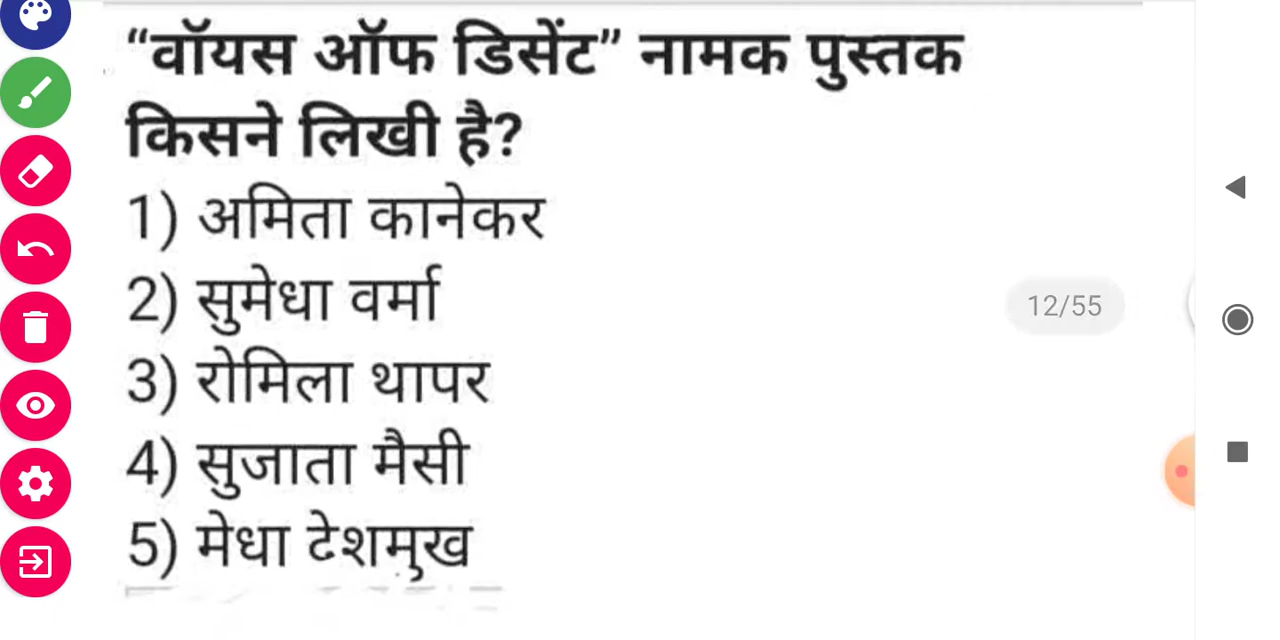 “वॉयस ऑफ डिसेंट” नामक पुस्तक
किसने लिखी है?
1) अमिता कानेकर
2) सुमेधा वर्मा
12/55
3) रोमिला थापर
4) सुजाता मैसी
5) मेधा देशमुख